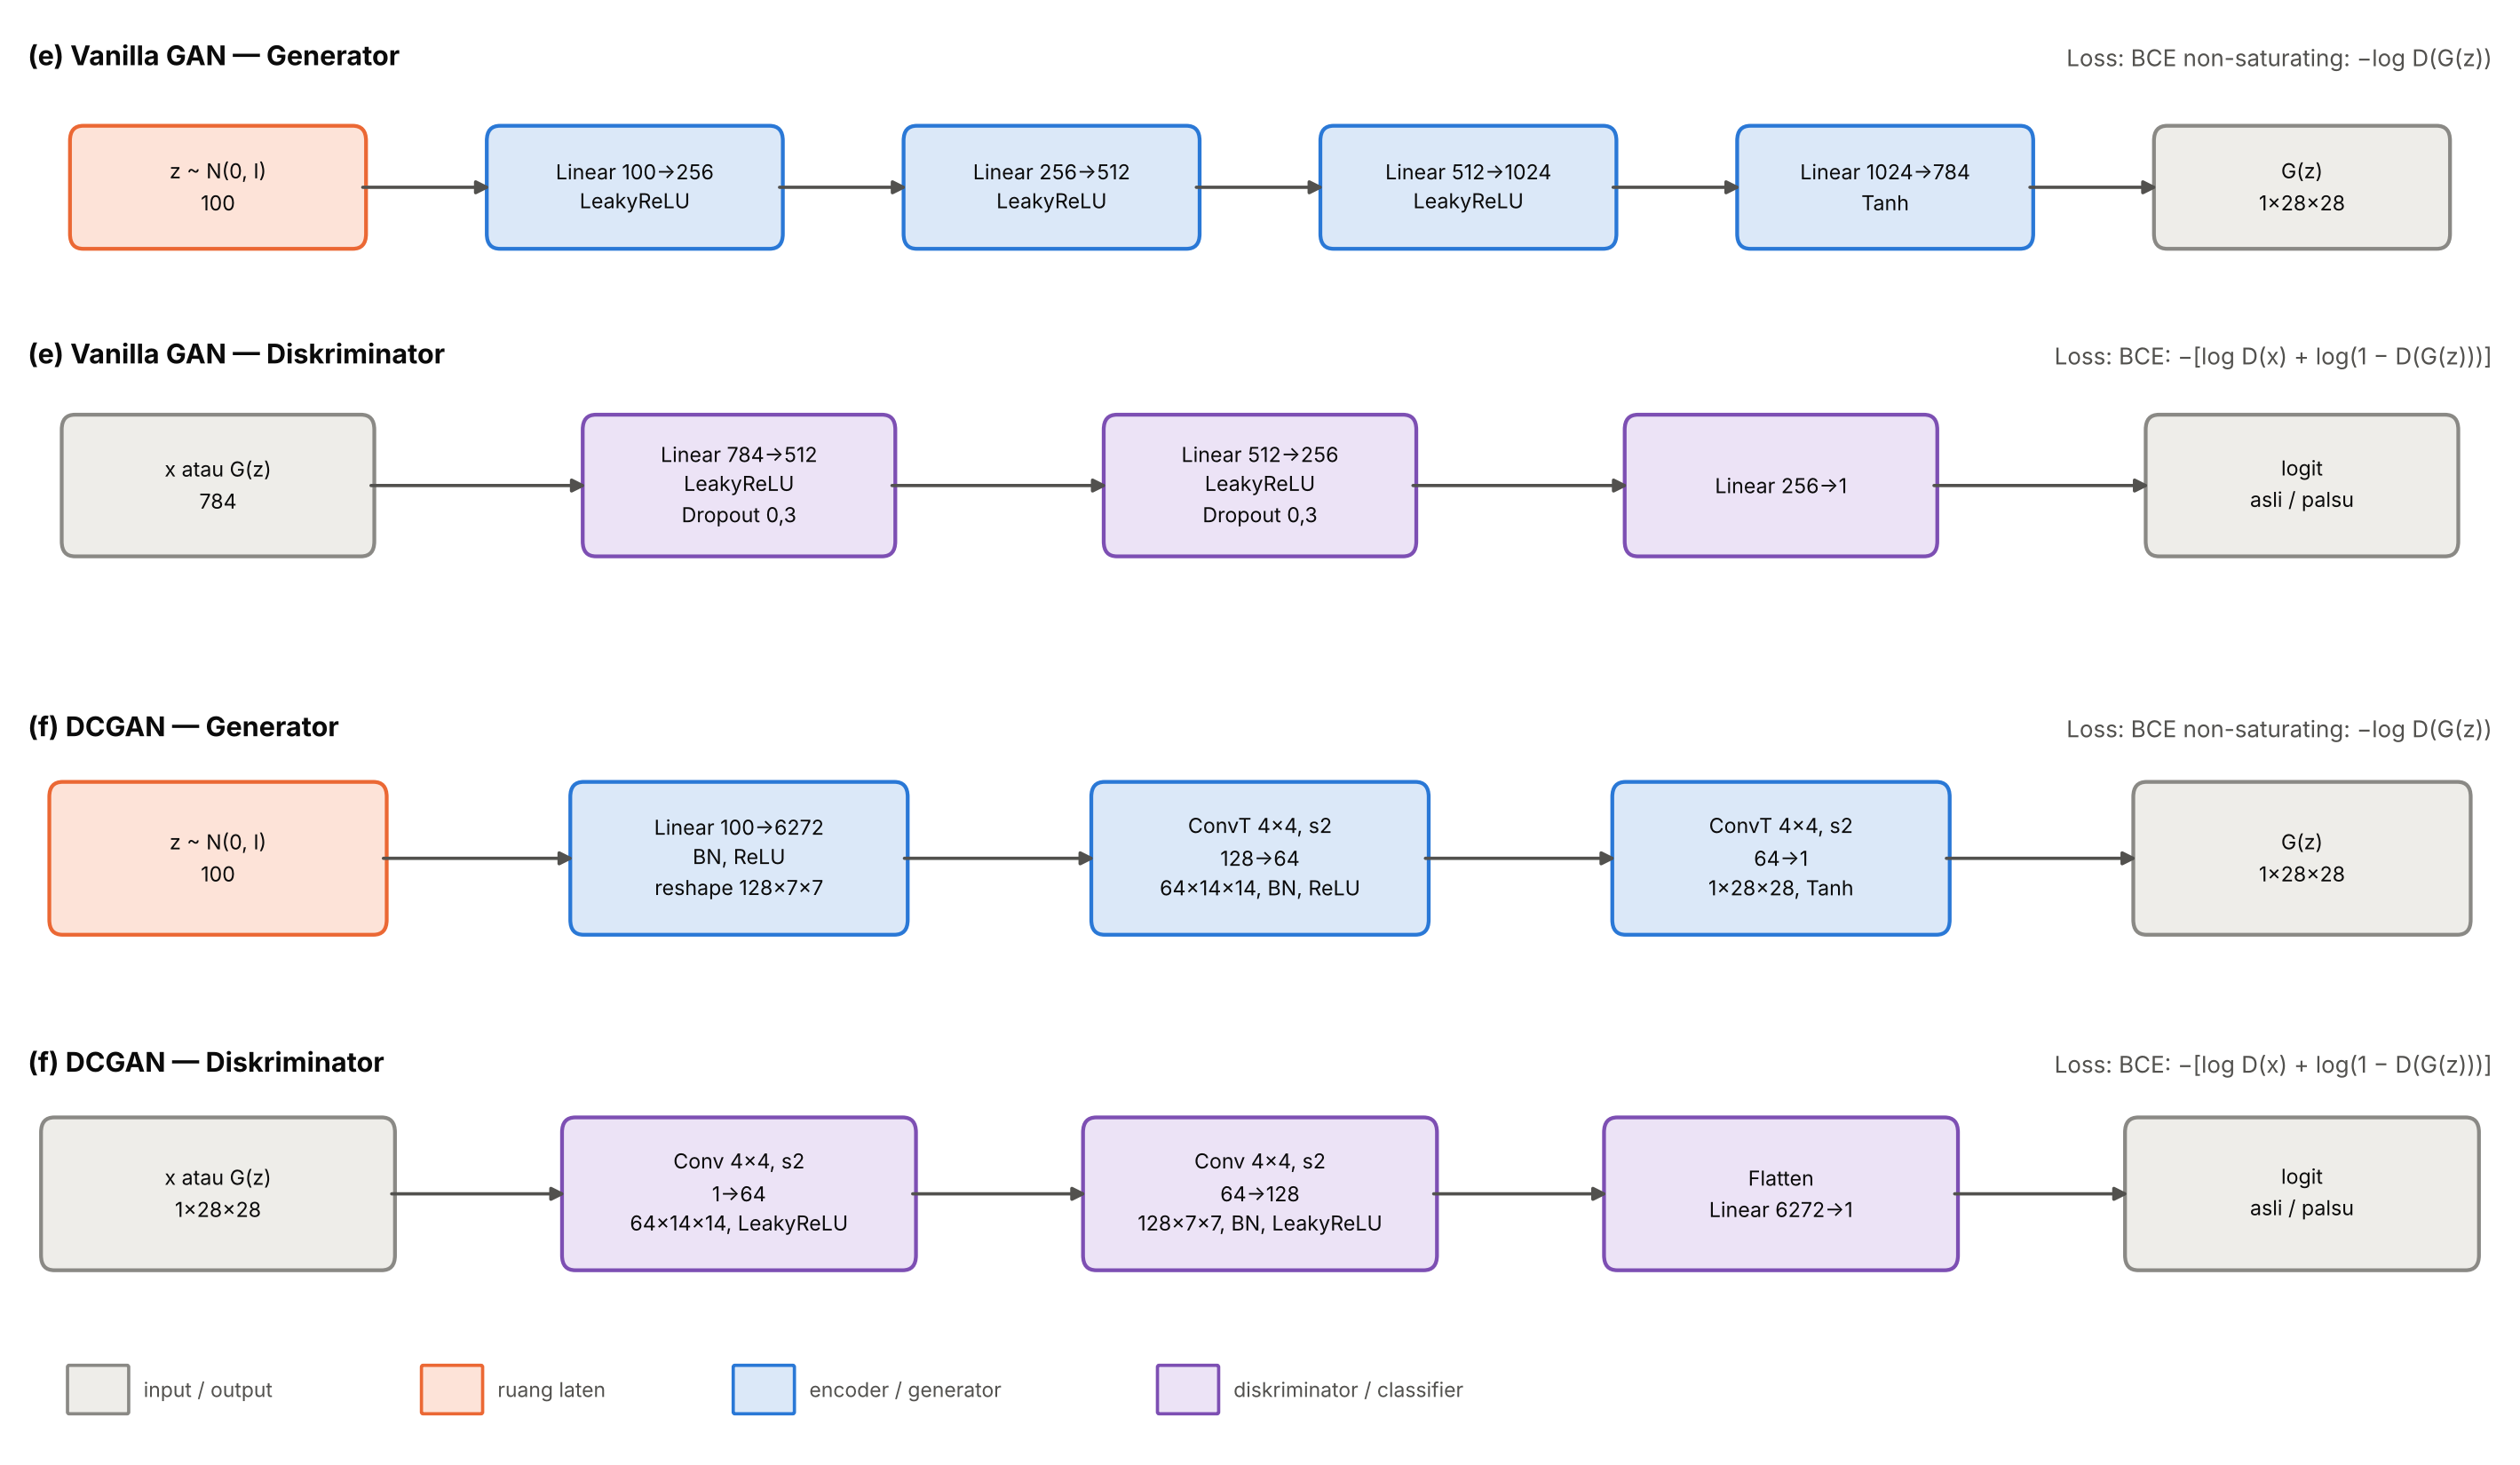 (e) Vanilla GAN — Generator
Loss: BCE non-saturating: −log D(G(z))
z ~ N(0, I)
100
Linear 100→256
LeakyReLU
Linear 256→512
LeakyReLU
Linear 512→1024
LeakyReLU
Linear 1024→784
Tanh
G(z)
1×28×28
(e) Vanilla GAN — Diskriminator
Loss: BCE: −[log D(x) + log(1 − D(G(z)))]
x atau G(z)
784
Linear 784→512
LeakyReLU
Dropout 0,3
Linear 512→256
LeakyReLU
Dropout 0,3
Linear 256→1
logit
asli / palsu
(f) DCGAN — Generator
Loss: BCE non-saturating: −log D(G(z))
z ~ N(0, I)
100
Linear 100→6272
BN, ReLU
reshape 128×7×7
ConvT 4×4, s2
128→64
64×14×14, BN, ReLU
ConvT 4×4, s2
64→1
1×28×28, Tanh
G(z)
1×28×28
(f) DCGAN — Diskriminator
Loss: BCE: −[log D(x) + log(1 − D(G(z)))]
x atau G(z)
1×28×28
Conv 4×4, s2
1→64
64×14×14, LeakyReLU
Conv 4×4, s2
64→128
128×7×7, BN, LeakyReLU
Flatten
Linear 6272→1
logit
asli / palsu
input / output
ruang laten
encoder / generator
diskriminator / classifier